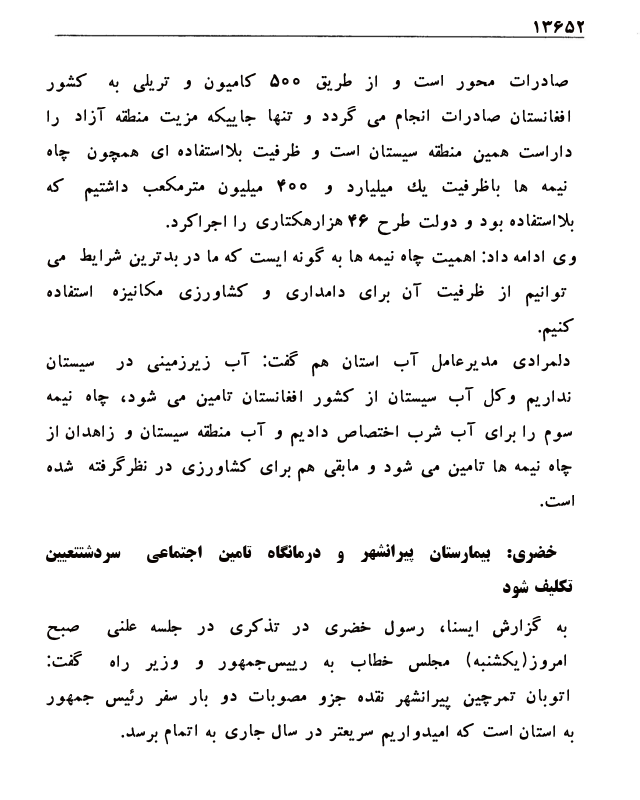 ۱۳۶۵۲
صادرات محور است و از طریق ۵۰۰ کامیون و تریلی به کشور
افغانستان صادرات انجام می گردد و تنها جاییکه مزیت منطقه آزاد را
داراست همین منطقه سیستان است و ظرفیت بلااستفاده ای همچون چاه
نیمه ها باظرفیت یك میلیارد و ۴۰۰ میلیون مترمکعب داشتیم که
بلااستفاده بود و دولت طرح ۴۶ هزارهکتاری را اجراکرد.
وی ادامه داد: اهمیت چاه نیمه ها به گونه ایست که ما در بدترین شرایط می
توانیم از ظرفیت آن برای دامداری و کشاورزی مکانیزه استفاده
کنیم.
دلمرادی مدیرعامل آب استان هم گفت: آب زیرزمینی در سیستان
نداریم وکل آب سیستان از کشور افغانستان تامین می شود، چاه نیمه
سوم را برای آب شرب اختصاص دادیم و آب منطقه سیستان و زاهدان از
چاه نیمه ها تامین می شود و مابقی هم برای کشاورزی در نظرگرفته شده
است.
خضری: بیمارستان پیرانشهر و درمانگاه تامین اجتماعی سردشتتعیین
تکلیف شود
به گزارش ایسنا، رسول خضری در تذکری در جلسه علنی صبح
امروز(یکشنبه) مجلس خطاب به رییس‌جمهور و وزیر راه گفت:
اتوبان تمرچین پیرانشهر نقده جزو مصوبات دو بار سفر رئیس جمهور
به استان است که امیدواریم سریعتر در سال جاری به اتمام برسد.